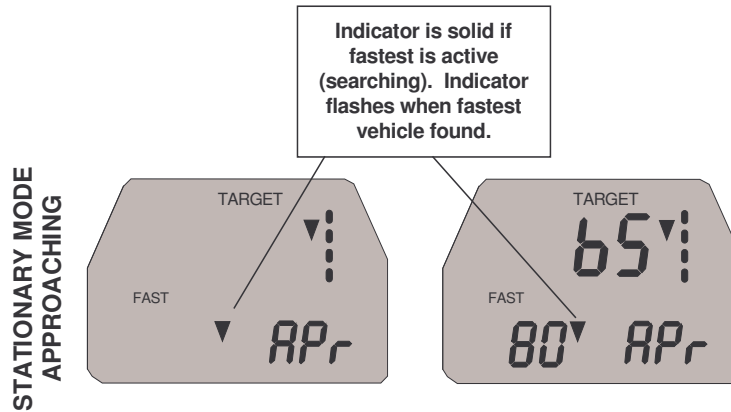 Indicator is solid if
fastest is active
(searching). Indicator
flashes when fastest
vehicle found.
STATIONARY MODE
APPROACHING
TARGET
FAST
APr
TARGET
65
FAST
80 APr